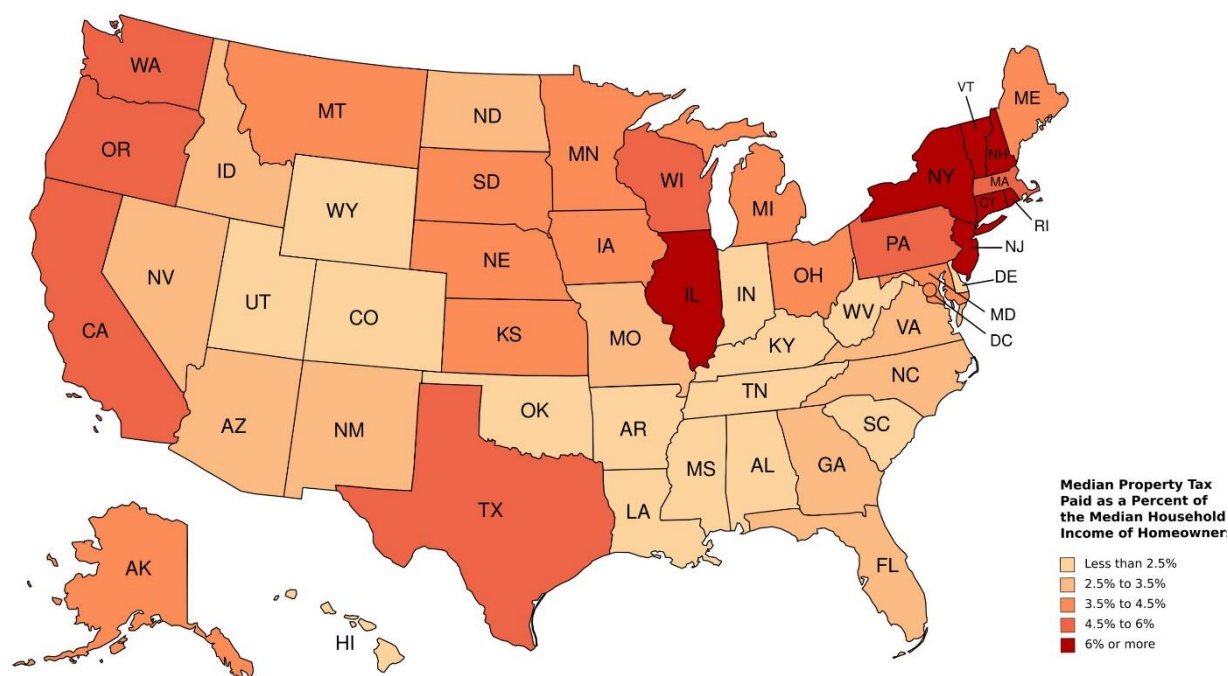 WA
MT
ND
MN
VT
ME
OR
ID
SD
WI
NH
NY
MA
WY
MI
CT
RI
NV
NE
IA
PA
NJ
UT
CO
IL
IN
OH
DE
CA
KS
MO
WV
VA
MD
KY
DC
AZ
NM
OK
TN
NC
AR
SC
MS
AL
GA
TX
LA
FL
AK
HI
Median Property Tax
Paid as a Percent of
the Median Household
Income of Homeowner
Less than 2.5%
2.5% to 3.5%
3.5% to 4.5%
4.5% to 6%
6% or more